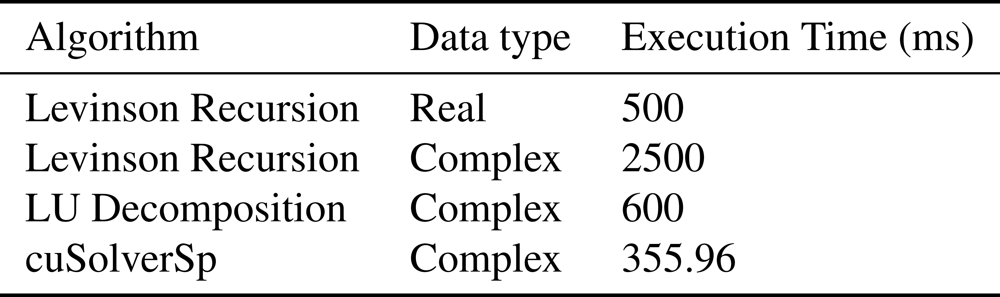 Algorithm Data type Execution Time (ms)
Levinson Recursion Real 500
Levinson Recursion Complex 2500
LU Decomposition Complex 600
cuSolverSp Complex 355.96